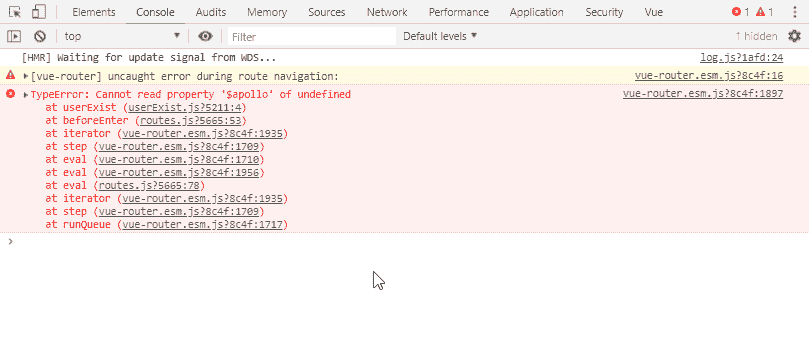 Elements Console Audits Memory Sources Network Performance Application Security Vue 1 1
top Filter Default levels 1 hidden
[HMR] Waiting for update signal from WDS... log.js?1afd:24
[vue-router] uncaught error during route navigation: vue-router.esm.js?8c4f:16
TypeError: Cannot read property '$apollo' of undefined vue-router.esm.js?8c4f:1897
at userExist (userExist.js?5211:4)
at beforeEnter (routes.js?5665:53)
at iterator (vue-router.esm.js?8c4f:1935)
at step (vue-router.esm.js?8c4f:1709)
at eval (vue-router.esm.js?8c4f:1710)
at eval (vue-router.esm.js?8c4f:1956)
at eval (routes.js?5665:78)
at iterator (vue-router.esm.js?8c4f:1935)
at step (vue-router.esm.js?8c4f:1709)
at runQueue (vue-router.esm.js?8c4f:1717)